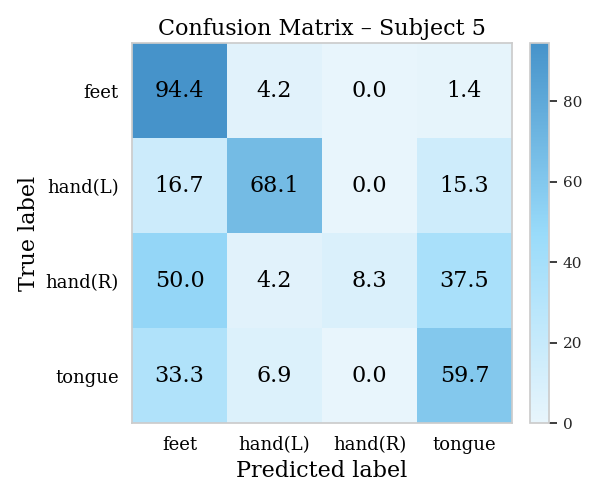 Confusion Matrix – Subject 5
feet 94.4 4.2 0.0 1.4
hand(L) 16.7 68.1 0.0 15.3
hand(R) 50.0 4.2 8.3 37.5
tongue 33.3 6.9 0.0 59.7
feet hand(L) hand(R) tongue
Predicted label
True label
80
60
40
20
0